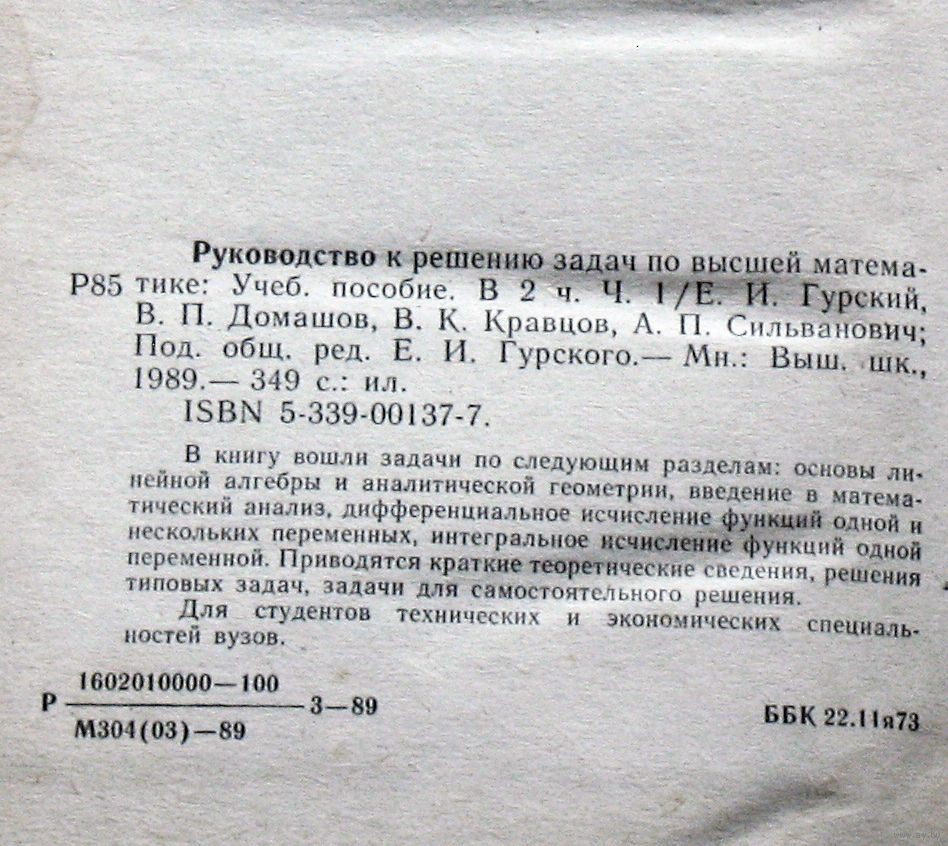 Руководство к решению задач по высшей матема-
Р85 тике: Учеб. пособие. В 2 ч. Ч. 1/Е. И. Гурский,
В. П. Домашов, В. К. Кравцов, А. П. Сильванович;
Под. общ. ред. Е. И. Гурского.— Мн.: Выш. шк.,
1989.— 349 с.: ил.
ISBN 5-339-00137-7.
В книгу вошли задачи по следующим разделам: основы ли-
нейной алгебры и аналитической геометрии, введение в матема-
тический анализ, дифференциальное исчисление функций одной и
нескольких переменных, интегральное исчисление функций одной
переменной. Приводятся краткие теоретические сведения, решения
типовых задач, задачи для самостоятельного решения.
Для студентов технических и экономических специаль-
ностей вузов.
1602010000—100
Р 3—89
М304(03)—89
ББК 22.11я73
www.ay.by